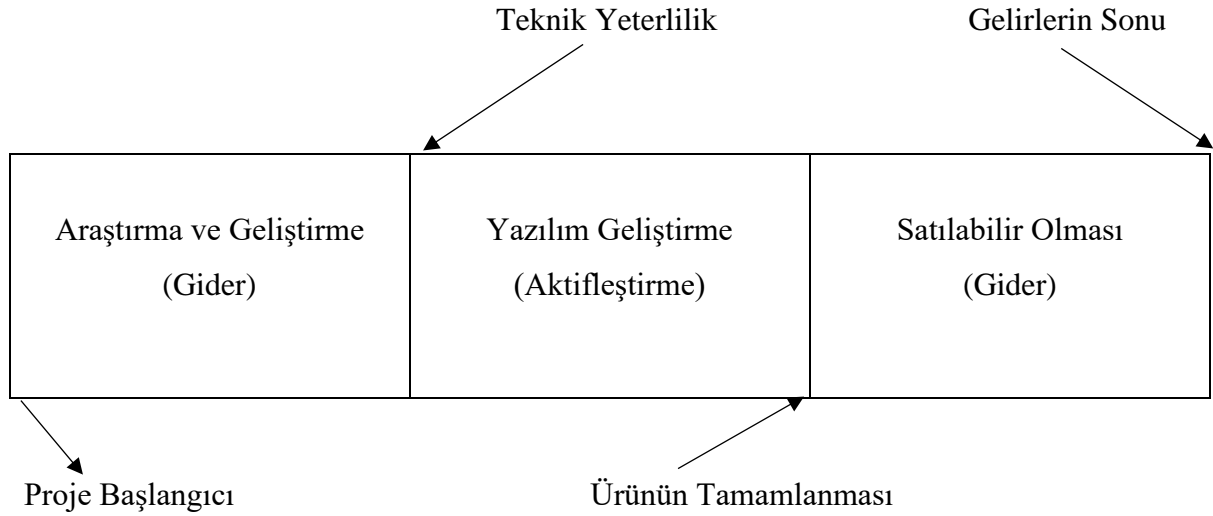 Teknik Yeterlilik
Gelirlerin Sonu
Araştırma ve Geliştirme
(Gider)
Yazılım Geliştirme
(Aktifleştirme)
Satılabilir Olması
(Gider)
Proje Başlangıcı
Ürünün Tamamlanması